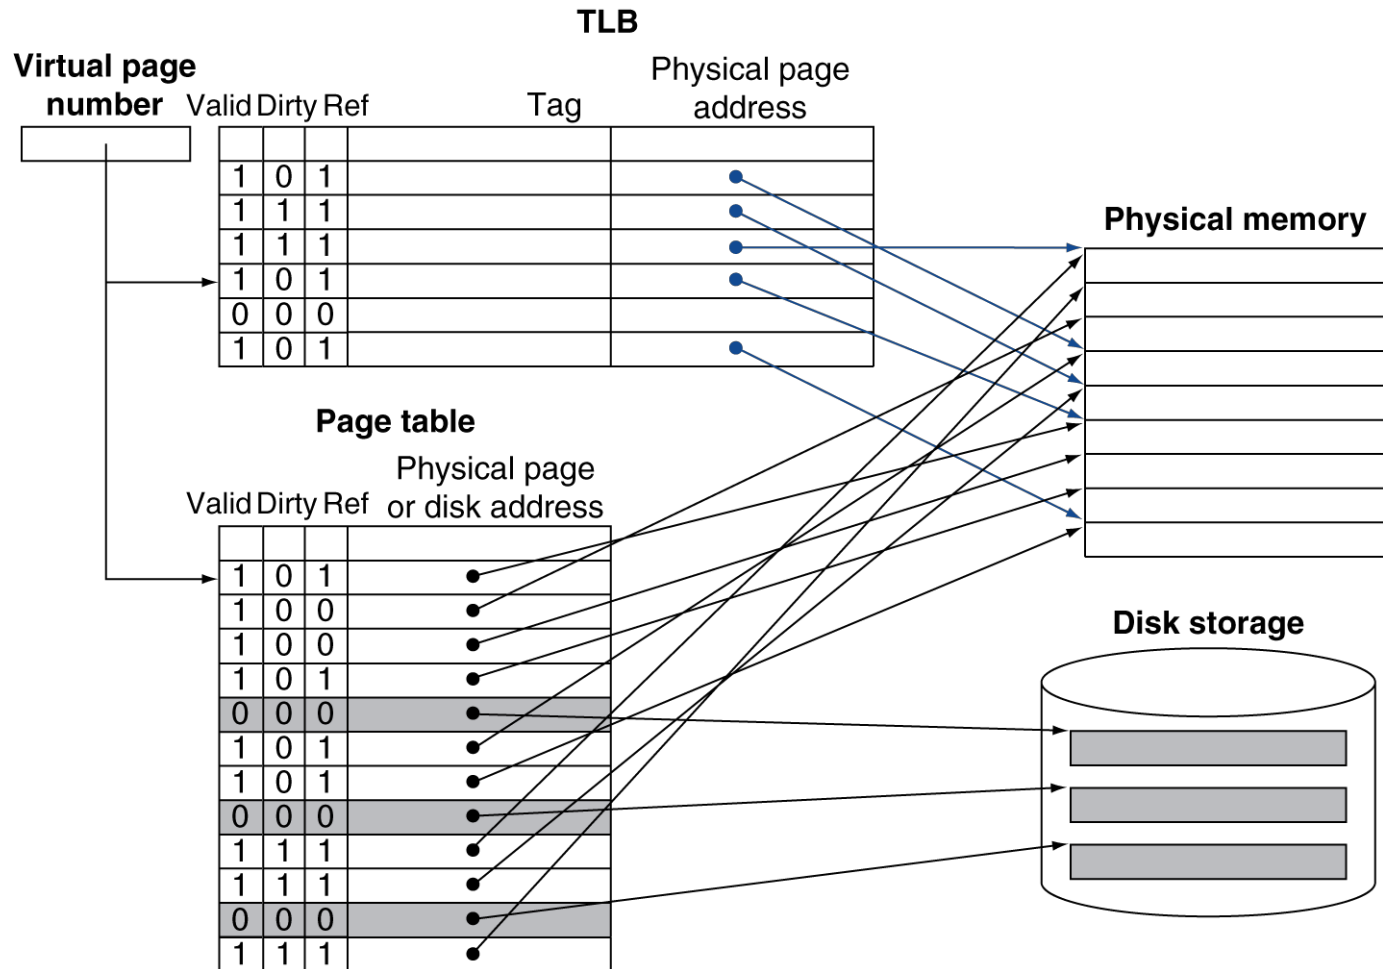 TLB
Virtual page
number
Valid Dirty Ref
Tag
Physical page
address
1 0 1
1 1 1
1 1 1
1 0 1
0 0 0
1 0 1
Physical memory
Page table
Physical page
or disk address
Valid Dirty Ref
1 0 1
1 0 0
1 0 0
1 0 1
0 0 0
1 0 1
1 0 1
0 0 0
1 1 1
1 1 1
0 0 0
1 1 1
Disk storage